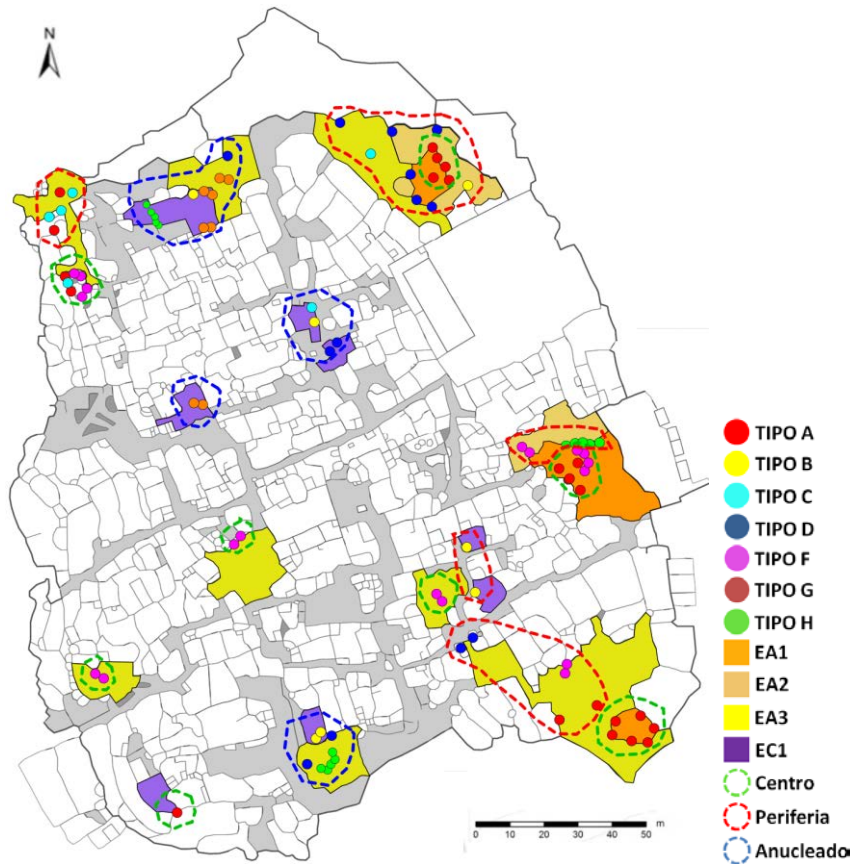 N
TIPO A
TIPO B
TIPO C
TIPO D
TIPO F
TIPO G
TIPO H
EA1
EA2
EA3
EC1
Centro
Periferia
Anucleado
m
0 10 20 30 40 50